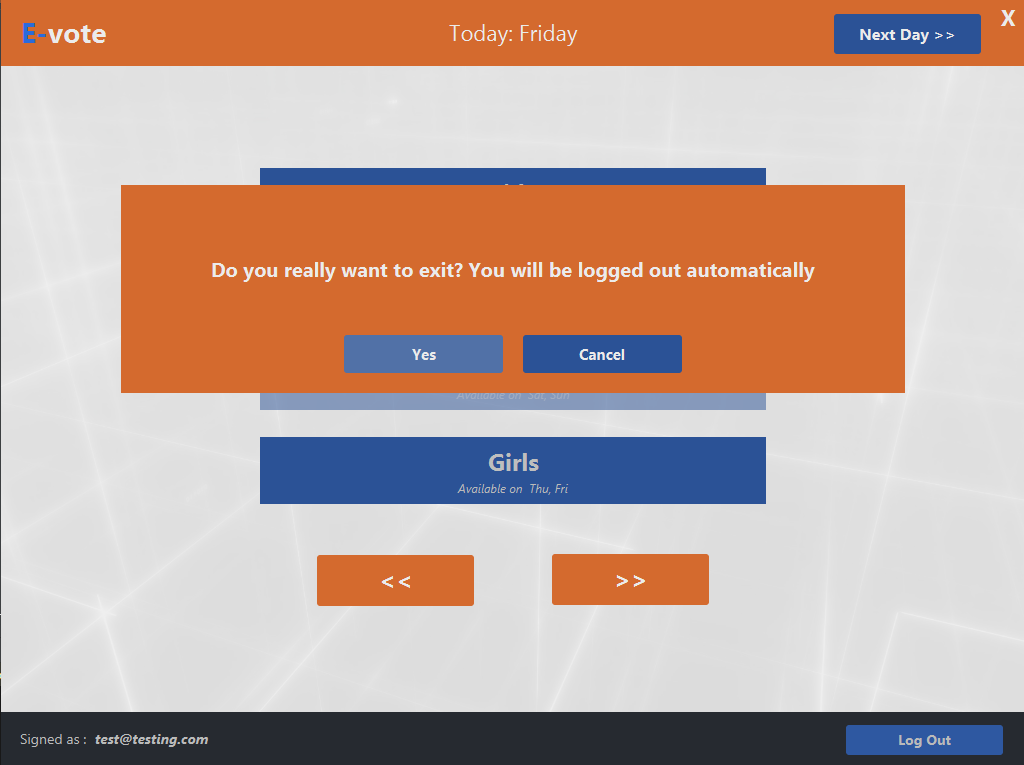 E-vote
Today: Friday
Next Day >>
X
Do you really want to exit? You will be logged out automatically
Yes
Cancel
Available on Sat, Sun
Girls
Available on Thu, Fri
<<
>>
Signed as : test@testing.com
Log Out